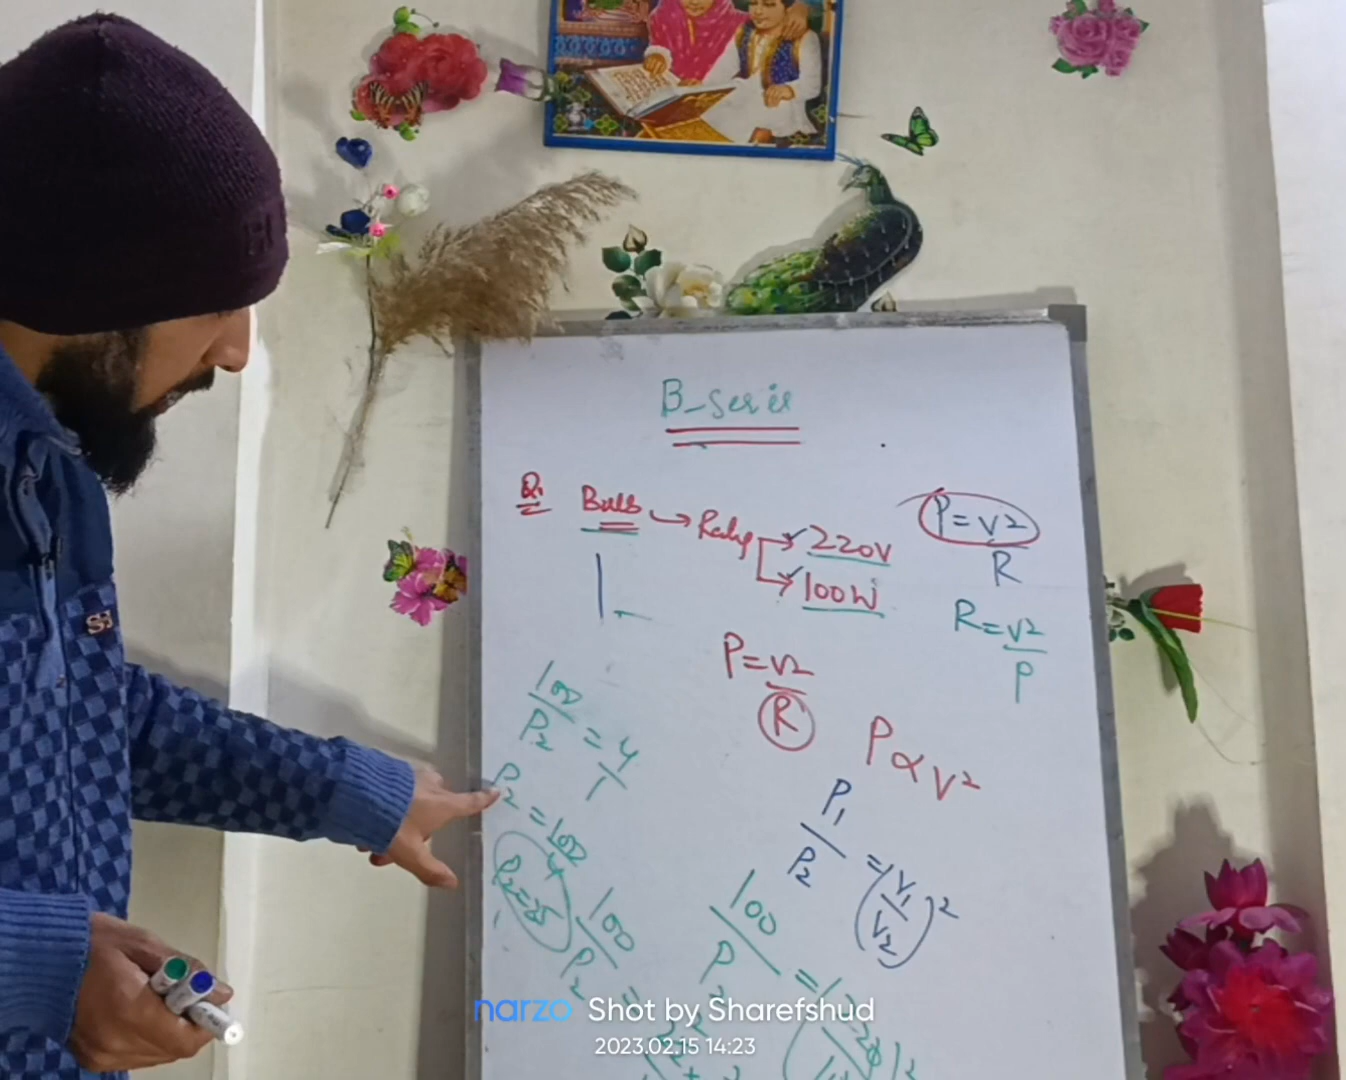 B-Series
Q. Bulb → Rating → 220V
→ 100W
P = V²
R
R = V²
P
P = V²
R
P ∝ V²
100
P2
= 4
1
P2 = 100
4
P2 = 25
P1
P2
= (V1
V2)²
100
P2
100
P2
SH
narzo Shot by Sharefshud
2023.02.15 14:23